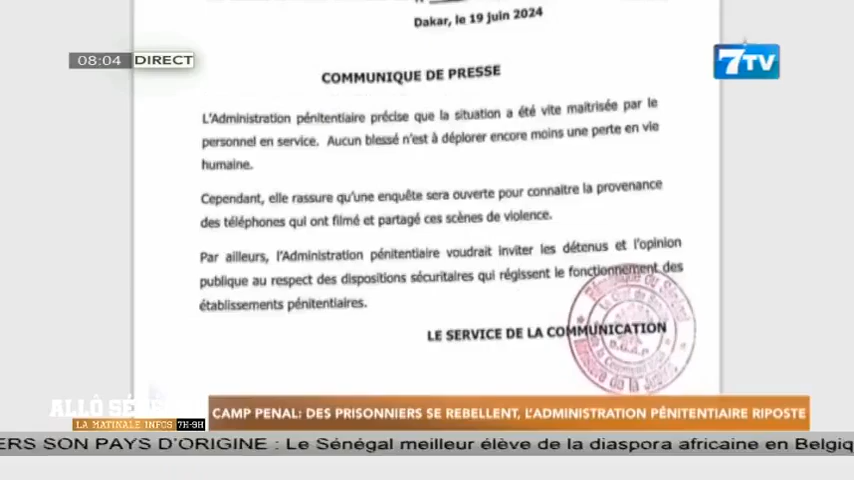 Dakar, le 19 juin 2024
08:04 DIRECT
7TV
COMMUNIQUE DE PRESSE
L'Administration pénitentiaire précise que la situation a été vite maitrisée par le
personnel en service. Aucun blessé n'est à déplorer encore moins une perte en vie
humaine.
Cependant, elle rassure qu'une enquête sera ouverte pour connaitre la provenance
des téléphones qui ont filmé et partagé ces scènes de violence.
Par ailleurs, l'Administration pénitentiaire voudrait inviter les détenus et l'opinion
publique au respect des dispositions sécuritaires qui régissent le fonctionnement des
établissements pénitentiaires.
LE SERVICE DE LA COMMUNICATION
République du Sénégal
ALLÔ
LA MATINALE INFOS 7H-9H
CAMP PENAL: DES PRISONNIERS SE REBELLENT, L'ADMINISTRATION PÉNITENTIAIRE RIPOSTE
ERS SON PAYS D'ORIGINE : Le Sénégal meilleur élève de la diaspora africaine en Belgiq